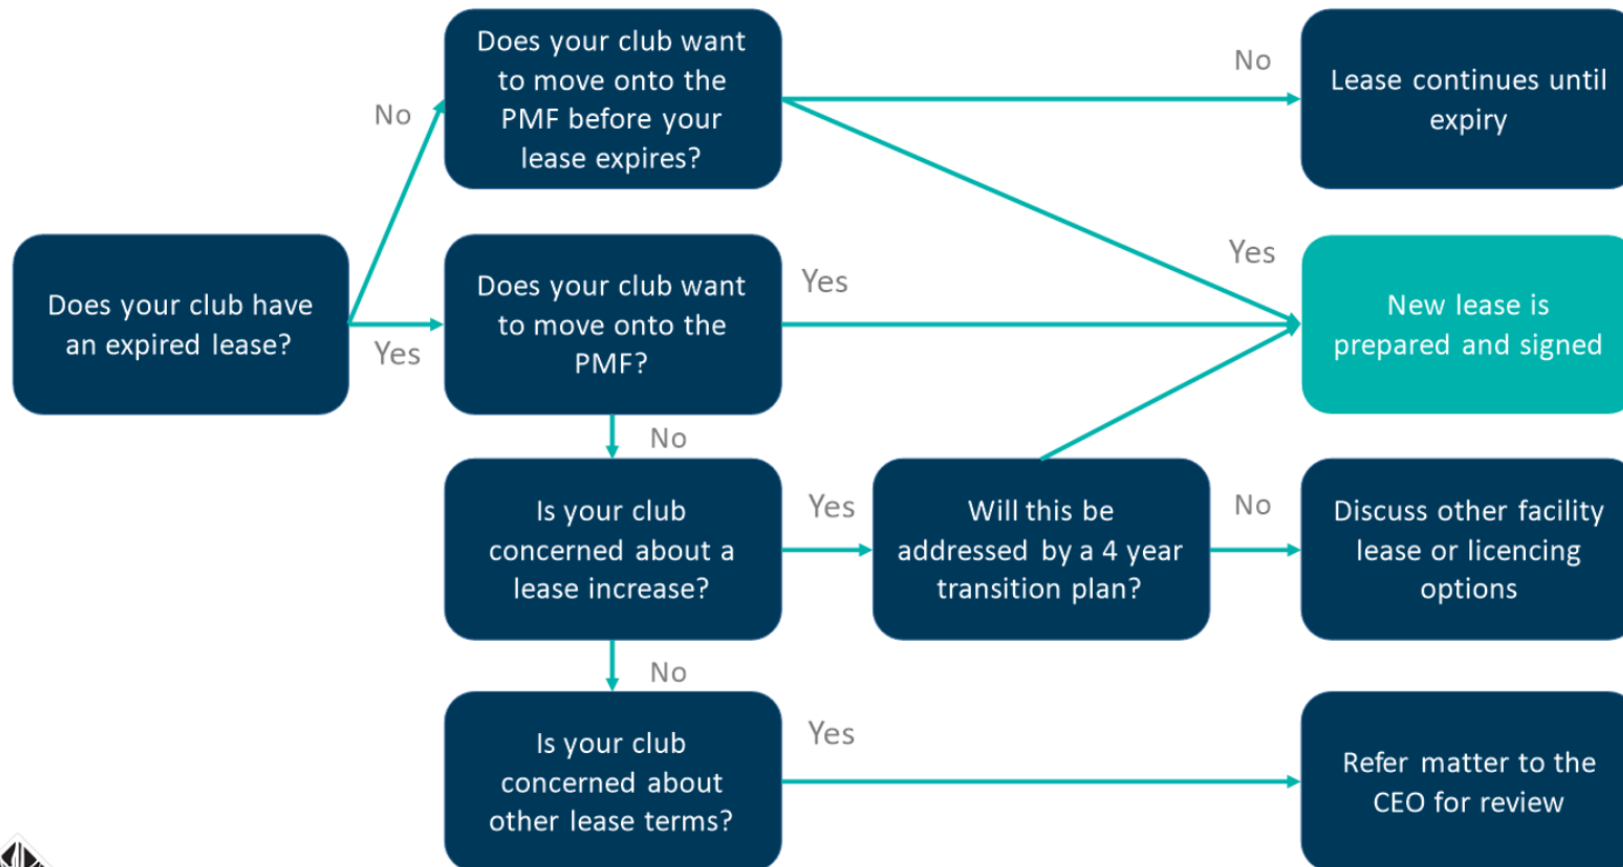 Does your club want
to move onto the
PMF before your
lease expires?
No
Lease continues until
expiry
No
Does your club have
an expired lease?
Yes
Does your club want
to move onto the
PMF?
Yes
Yes
New lease is
prepared and signed
No
Is your club
concerned about a
lease increase?
Yes
Will this be
addressed by a 4 year
transition plan?
No
Discuss other facility
lease or licencing
options
No
Is your club
concerned about
other lease terms?
Yes
Refer matter to the
CEO for review